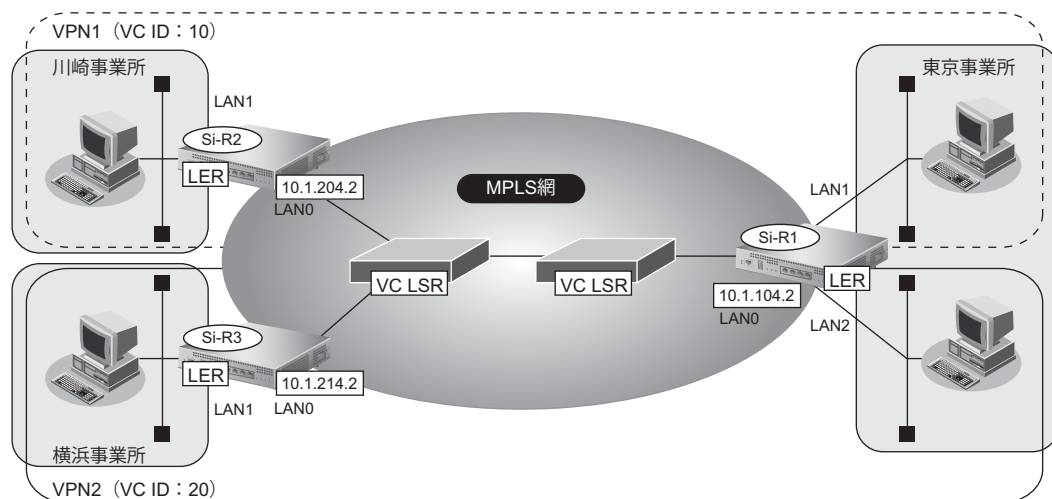 VPN1（VC ID：10）
川崎事業所
東京事業所
LAN1
Si-R2
LER
10.1.204.2
LAN0
MPLS網
LAN1
Si-R1
VC LSR
VC LSR
LER
10.1.104.2
LAN0
LAN2
Si-R3
LER
10.1.214.2
LAN1
LAN0
横浜事業所
VPN2（VC ID：20）